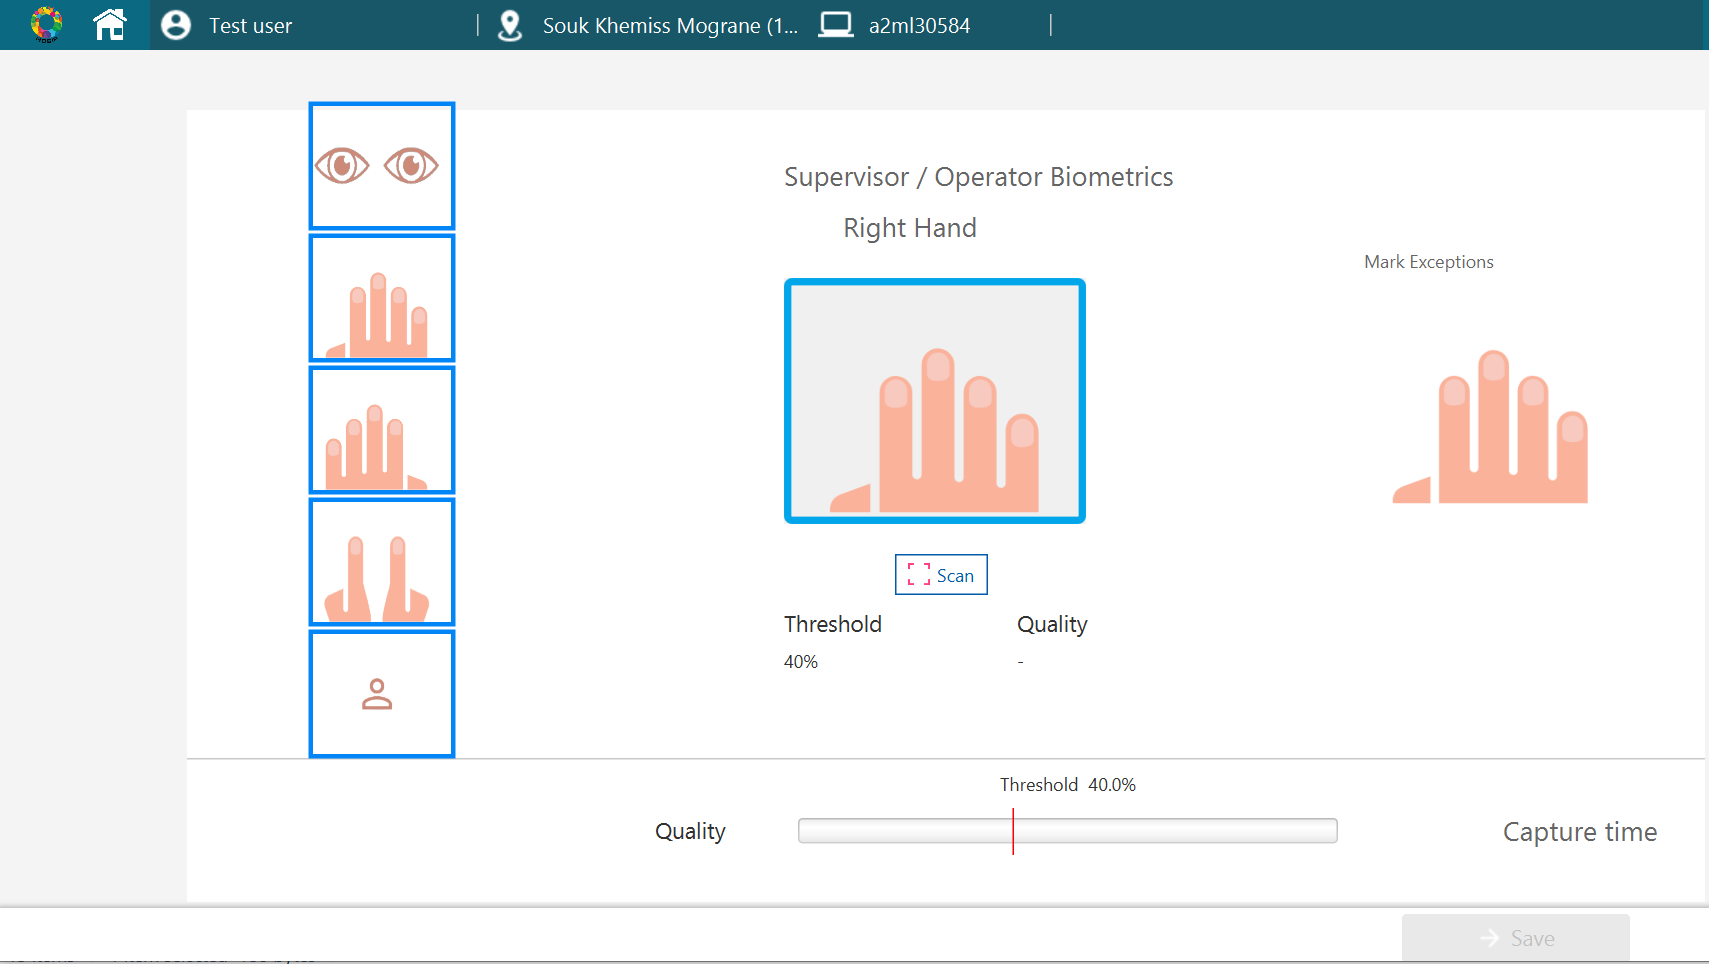 Test user
Souk Khemiss Mograne (1...
a2ml30584
Supervisor / Operator Biometrics
Right Hand
Mark Exceptions
Scan
Threshold Quality
40% -
Threshold 40.0%
Quality
Capture time
Save